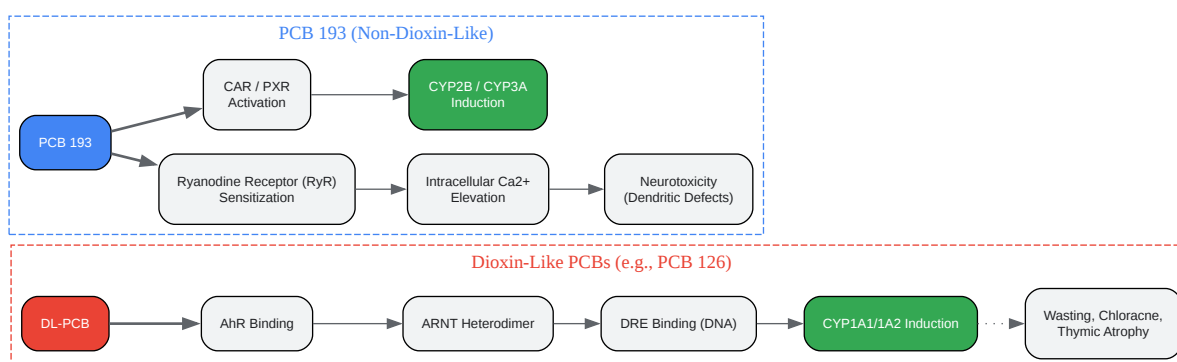 PCB 193 (Non-Dioxin-Like)
CAR / PXR
Activation
CYP2B / CYP3A
Induction
PCB 193
Ryanodine Receptor (RyR)
Sensitization
Intracellular Ca2+
Elevation
Neurotoxicity
(Dendritic Defects)
Dioxin-Like PCBs (e.g., PCB 126)
DL-PCB
AhR Binding
ARNT Heterodimer
DRE Binding (DNA)
CYP1A1/1A2 Induction
Wasting, Chloracne,
Thymic Atrophy